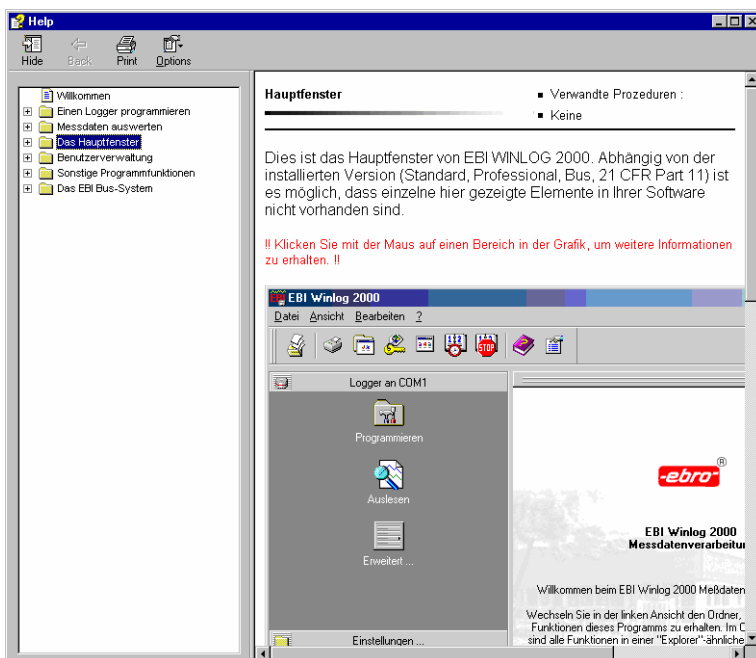 Help
Hide Back Print Options
Willkommen
Einen Logger programmieren
Messdaten auswerten
Das Hauptfenster
Benutzerverwaltung
Sonstige Programmfunktionen
Das EBI Bus-System
Hauptfenster
Verwandte Prozeduren :
Keine
Dies ist das Hauptfenster von EBI WINLOG 2000. Abhängig von der
installierten Version (Standard, Professional, Bus, 21 CFR Part 11) ist
es möglich, dass einzelne hier gezeigte Elemente in Ihrer Software
nicht vorhanden sind.
!! Klicken Sie mit der Maus auf einen Bereich in der Grafik, um weitere Informationen
zu erhalten. !!
EBI Winlog 2000
Datei Ansicht Bearbeiten ?
STOP
Logger an COM1
Programmieren
Auslesen
Erweitert ...
Einstellungen ...
-ebro- ®
EBI Winlog 2000
Messdatenverarbeitu
Willkommen beim EBI Winlog 2000 Meßdaten
Wechseln Sie in der linken Ansicht den Ordner,
Funktionen dieses Programms zu erhalten. Im C
sind alle Funktionen in einer "Explorer"-ähnliche